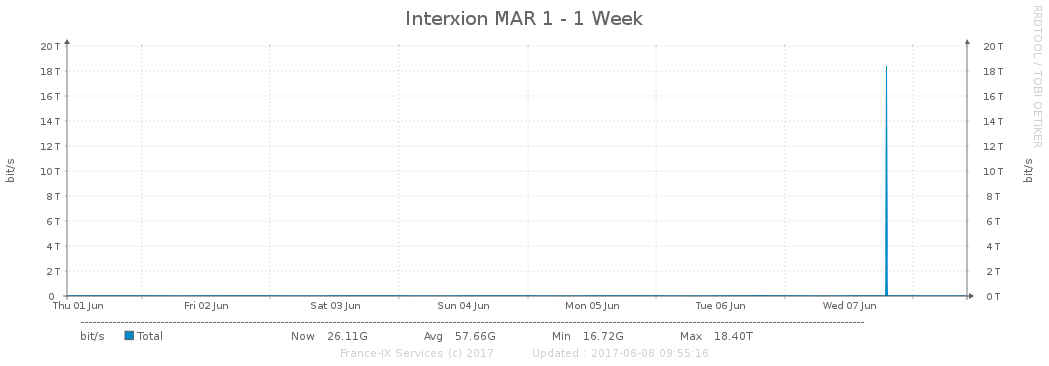 Interxion MAR 1 - 1 Week
RRDTOOL / TOBI OETIKER
bit/s
20 T 20 T
18 T 18 T
16 T 16 T
14 T 14 T
12 T 12 T
10 T 10 T
8 T 8 T
6 T 6 T
4 T 4 T
2 T 2 T
0 0 T
bit/s
Thu 01 Jun Fri 02 Jun Sat 03 Jun Sun 04 Jun Mon 05 Jun Tue 06 Jun Wed 07 Jun
bit/s Total Now 26.11G Avg 57.66G Min 16.72G Max 18.40T
France-IX Services (c) 2017 Updated : 2017-06-08 09:55:16